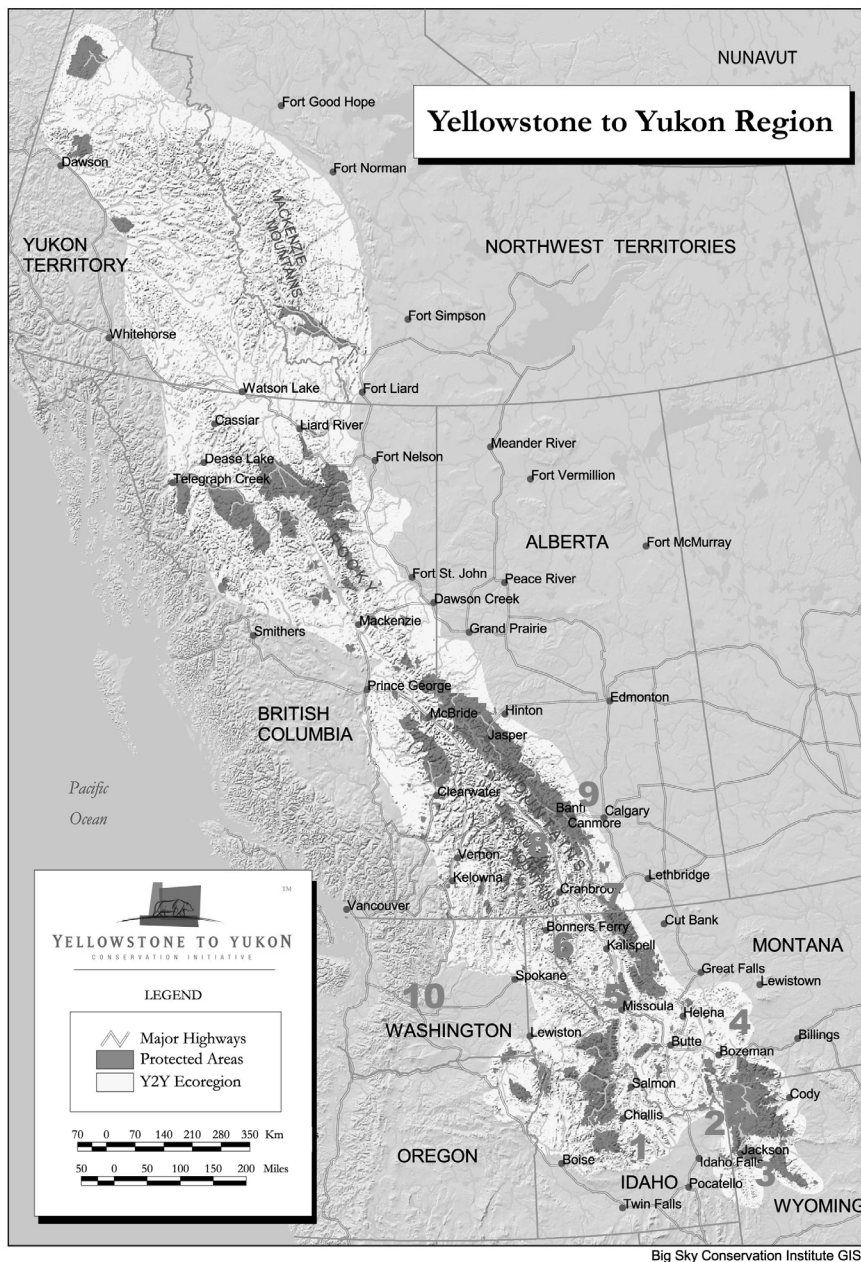 NUNAVUT
Yellowstone to Yukon Region
Fort Good Hope
Fort Norman
Dawson
MACKENZIE
MOUNTAINS
YUKON
TERRITORY
NORTHWEST TERRITORIES
Fort Simpson
Whitehorse
Watson Lake
Fort Liard
Cassiar
Liard River
Meander River
Dease Lake
Fort Nelson
Telegraph Creek
Fort Vermillion
ROCKY
ALBERTA
Fort McMurray
Fort St. John
Peace River
Dawson Creek
Mackenzie
Grand Prairie
Smithers
Prince George
Edmonton
McBride
Hinton
BRITISH
COLUMBIA
Jasper
MOUNTAINS
Pacific
Ocean
Clearwater
9
Banff
Calgary
Canmore
8
MOUNTAINS
Vernon
Kelowna
Cranbrook
7
Lethbridge
Vancouver
Cut Bank
Bonners Ferry
6
Kalispell
MONTANA
Great Falls
Lewistown
Spokane
10
5
Missoula
Helena
4
WASHINGTON
Lewiston
Butte
Billings
Bozeman
Salmon
Cody
Challis
2
1
OREGON
Boise
Jackson
Idaho Falls
3
IDAHO
Pocatello
WYOMING
Twin Falls
TM
YELLOWSTONE TO YUKON
CONSERVATION INITIATIVE
LEGEND
Major Highways
Protected Areas
Y2Y Ecoregion
70 0 70 140 210 280 350 Km
50 0 50 100 150 200 Miles
Big Sky Conservation Institute GIS